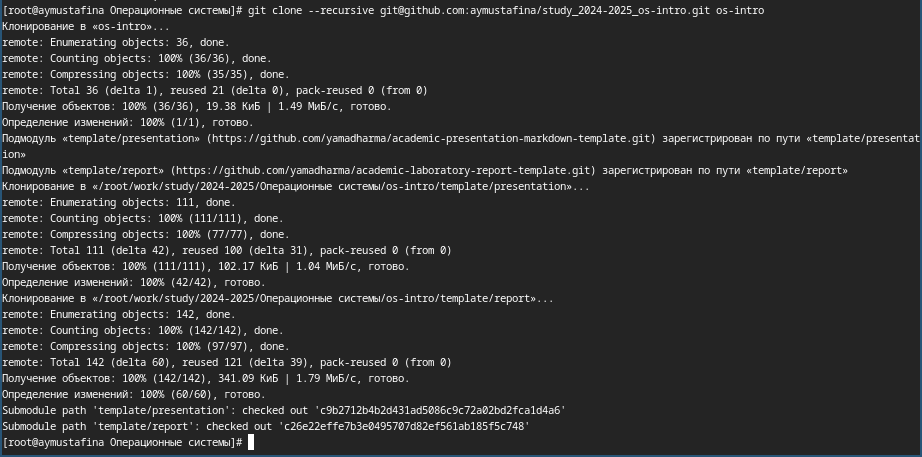 [root@aymustafina Операционные системы]# git clone --recursive git@github.com:aymustafina/study_2024-2025_os-intro.git os-intro
Клонирование в «os-intro»...
remote: Enumerating objects: 36, done.
remote: Counting objects: 100% (36/36), done.
remote: Compressing objects: 100% (35/35), done.
remote: Total 36 (delta 1), reused 21 (delta 0), pack-reused 0 (from 0)
Получение объектов: 100% (36/36), 19.38 КиБ | 1.49 МиБ/с, готово.
Определение изменений: 100% (1/1), готово.
Подмодуль «template/presentation» (https://github.com/yamadharma/academic-presentation-markdown-template.git) зарегистрирован по пути «template/presentat
ion»
Подмодуль «template/report» (https://github.com/yamadharma/academic-laboratory-report-template.git) зарегистрирован по пути «template/report»
Клонирование в «/root/work/study/2024-2025/Операционные системы/os-intro/template/presentation»...
remote: Enumerating objects: 111, done.
remote: Counting objects: 100% (111/111), done.
remote: Compressing objects: 100% (77/77), done.
remote: Total 111 (delta 42), reused 100 (delta 31), pack-reused 0 (from 0)
Получение объектов: 100% (111/111), 102.17 КиБ | 1.04 МиБ/с, готово.
Определение изменений: 100% (42/42), готово.
Клонирование в «/root/work/study/2024-2025/Операционные системы/os-intro/template/report»...
remote: Enumerating objects: 142, done.
remote: Counting objects: 100% (142/142), done.
remote: Compressing objects: 100% (97/97), done.
remote: Total 142 (delta 60), reused 121 (delta 39), pack-reused 0 (from 0)
Получение объектов: 100% (142/142), 341.09 КиБ | 1.79 МиБ/с, готово.
Определение изменений: 100% (60/60), готово.
Submodule path 'template/presentation': checked out 'c9b2712b4b2d431ad5086c9c72a02bd2fca1d4a6'
Submodule path 'template/report': checked out 'c26e22effe7b3e0495707d82ef561ab185f5c748'
[root@aymustafina Операционные системы]#